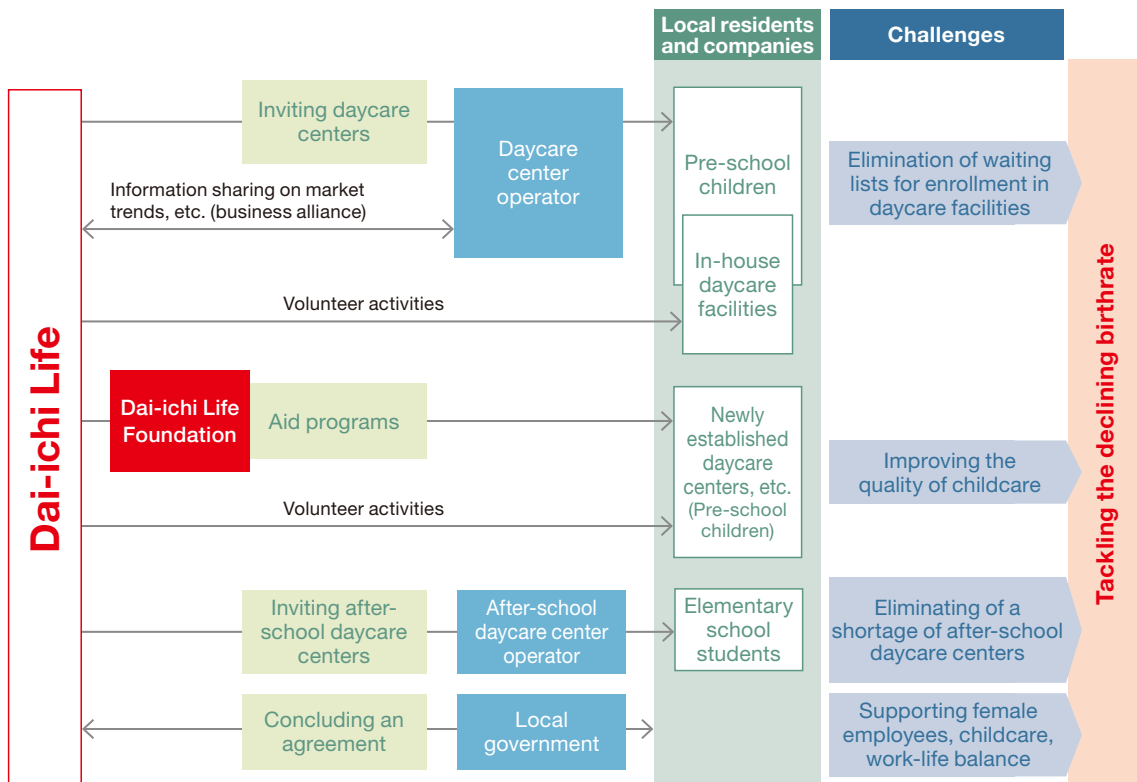 Local residents
and companies
Challenges
Dai-ichi Life
Inviting daycare
centers
Daycare
center
operator
Information sharing on market
trends, etc. (business alliance)
Pre-school
children
In-house
daycare
facilities
Elimination of waiting
lists for enrollment in
daycare facilities
Volunteer activities
Dai-ichi Life
Foundation
Aid programs
Newly
established
daycare
centers, etc.
(Pre-school
children)
Improving the
quality of childcare
Volunteer activities
Inviting after-
school daycare
centers
After-school
daycare center
operator
Elementary
school
students
Eliminating of a
shortage of after-school
daycare centers
Concluding an
agreement
Local
government
Supporting female
employees, childcare,
work-life balance
Tackling the declining birthrate